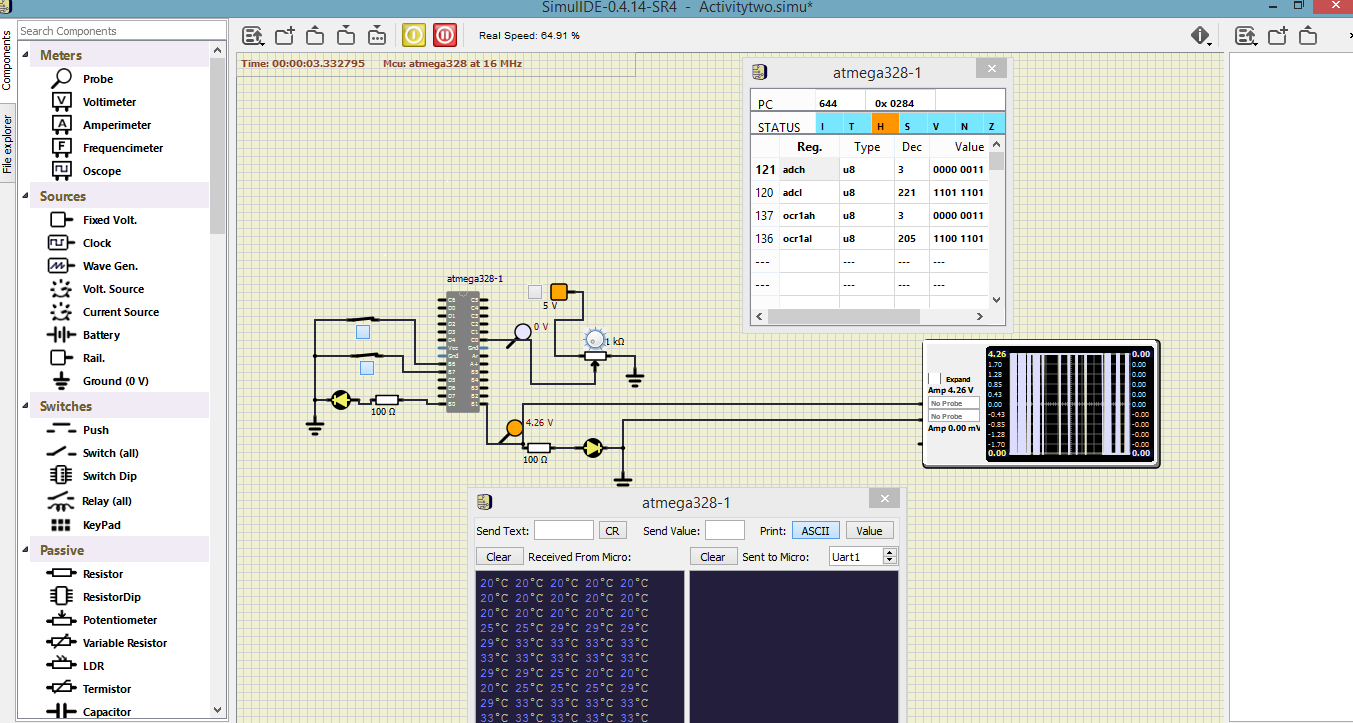 SimulIDE-0.4.14-SR4 - Activitytwo.simu*
Components
File explorer
Search Components
Meters
Probe
Voltimeter
Amperimeter
Frequencimeter
Oscope
Sources
Fixed Volt.
Clock
Wave Gen.
Volt. Source
Current Source
Battery
Rail.
Ground (0 V)
Switches
Push
Switch (all)
Switch Dip
Relay (all)
KeyPad
Passive
Resistor
ResistorDip
Potentiometer
Variable Resistor
LDR
Termistor
Capacitor
Real Speed: 64.91 %
Time: 00:00:03.332795 Mcu: atmega328 at 16 MHz
atmega328-1
PC 644 0x 0284
STATUS I T H S V N Z
Reg. Type Dec Value
121 adch u8 3 0000 0011
120 adcl u8 221 1101 1101
137 ocr1ah u8 3 0000 0011
136 ocr1al u8 205 1100 1101
--- --- --- ---
--- --- --- ---
atmega328-1
5 V
0 V
1 kΩ
100 Ω
4.26 V
100 Ω
Expand
Amp 4.26 V
No Probe
No Probe
Amp 0.00 mV
4.26 0.00
1.70 0.00
1.28 0.00
0.85 0.00
0.43 0.00
0.00 0.00
-0.43 -0.00
-0.85 -0.00
-1.28 -0.00
-1.70 -0.00
0.00 0.00
atmega328-1
Send Text: CR Send Value: Print: ASCII Value
Clear Received From Micro: Clear Sent to Micro: Uart1
20°C 20°C 20°C 20°C 20°C
20°C 20°C 20°C 20°C 20°C
20°C 20°C 20°C 20°C 20°C
25°C 25°C 29°C 29°C 29°C
29°C 33°C 33°C 33°C 33°C
33°C 33°C 33°C 33°C 33°C
29°C 29°C 25°C 20°C 20°C
20°C 25°C 25°C 25°C 29°C
29°C 33°C 33°C 33°C 33°C
33°C 33°C 33°C 33°C 33°C